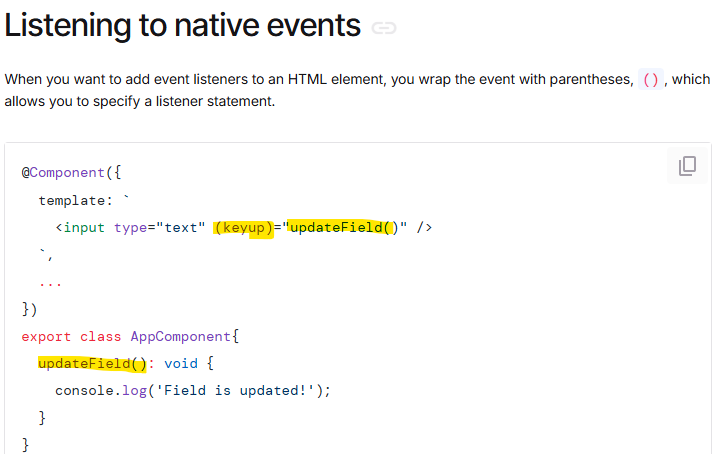 Listening to native events
When you want to add event listeners to an HTML element, you wrap the event with parentheses, (), which
allows you to specify a listener statement.
@Component({
  template: `
    <input type="text" (keyup)="updateField()" />
  `,
  ...
})
export class AppComponent{
  updateField(): void {
    console.log('Field is updated!');
  }
}